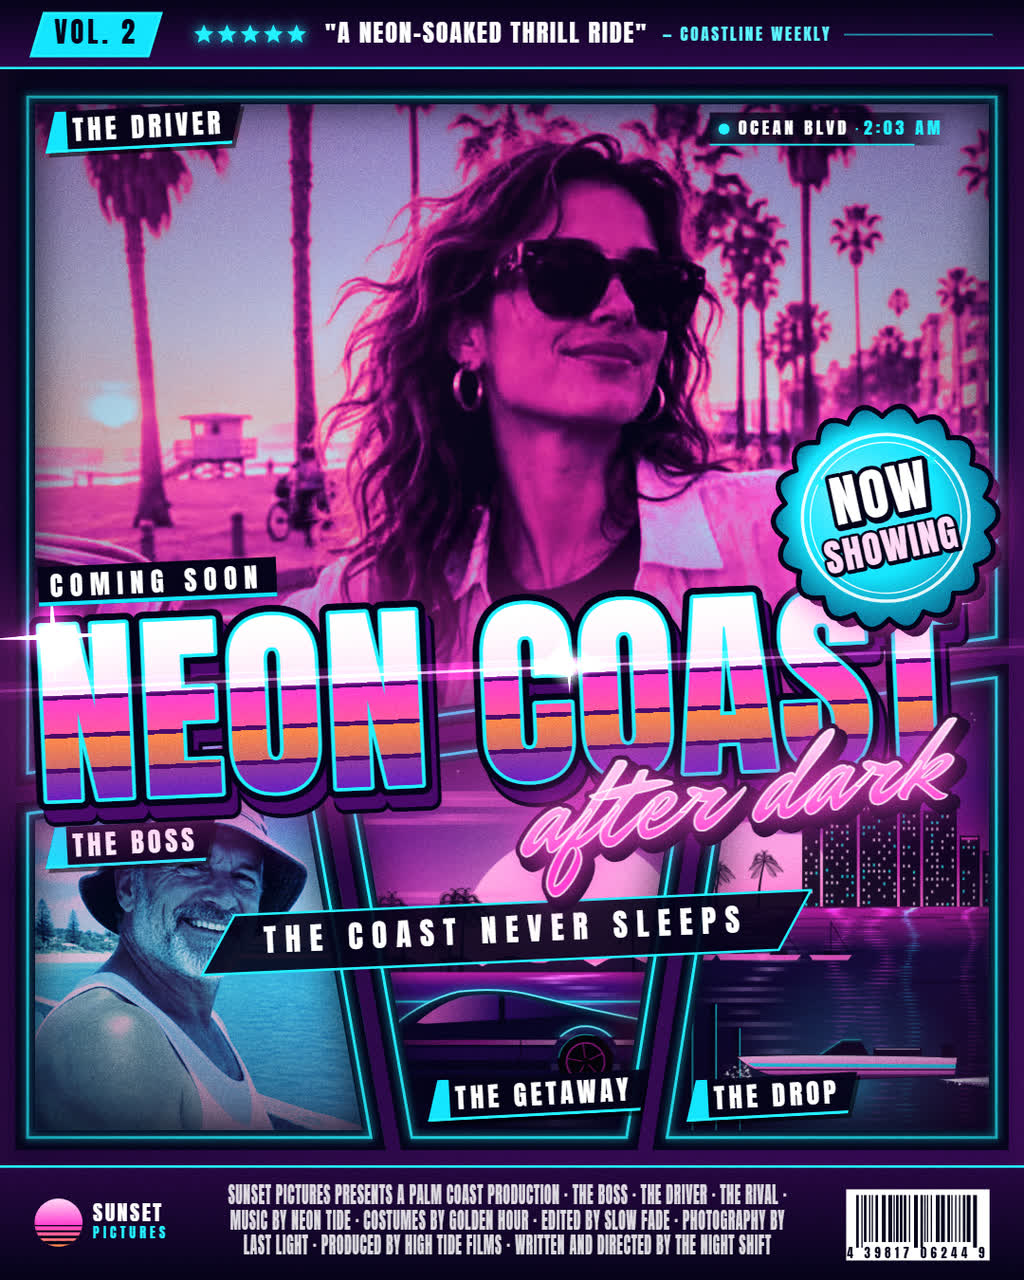 VOL. 2
"A NEON-SOAKED THRILL RIDE" – COASTLINE WEEKLY
THE DRIVER
OCEAN BLVD · 2:03 AM
NOW
SHOWING
COMING SOON
NEON COAST
after dark
THE BOSS
THE COAST NEVER SLEEPS
THE GETAWAY
THE DROP
SUNSET
PICTURES
SUNSET PICTURES PRESENTS A PALM COAST PRODUCTION · THE BOSS · THE DRIVER · THE RIVAL ·
MUSIC BY NEON TIDE · COSTUMES BY GOLDEN HOUR · EDITED BY SLOW FADE · PHOTOGRAPHY BY
LAST LIGHT · PRODUCED BY HIGH TIDE FILMS · WRITTEN AND DIRECTED BY THE NIGHT SHIFT
4 39817 06244 9